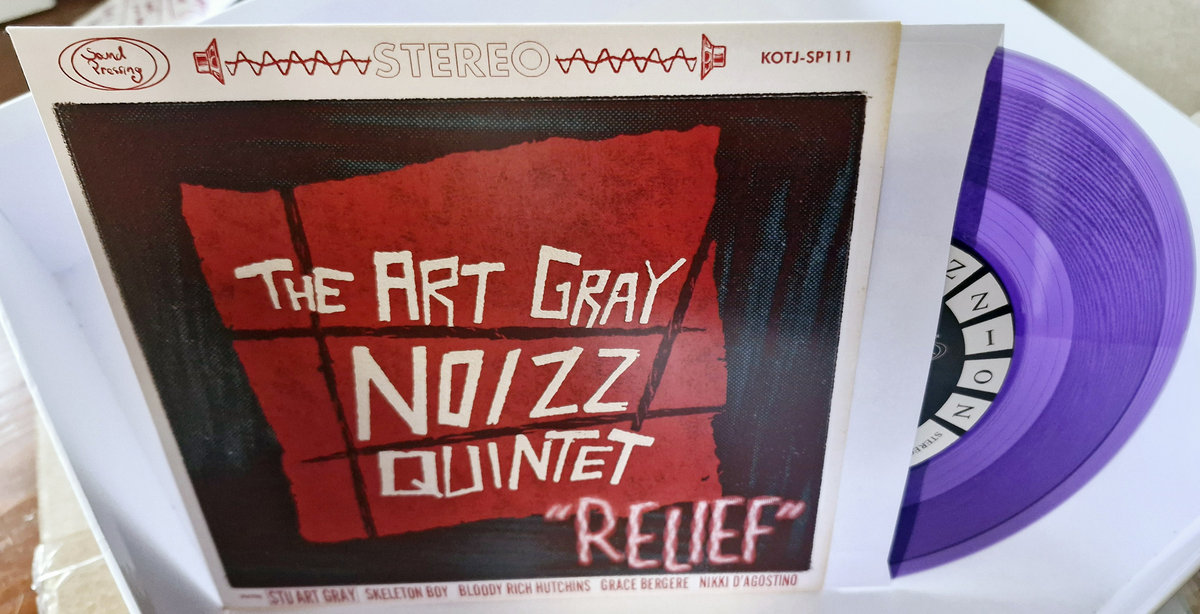 Sound
Pressing
STEREO
KOTJ-SP111
THE ART GRAY
NOIZZ
QUINTET
"RELIEF"
STU ART GRAY SKELETON BOY BLOODY RICH HUTCHINS GRACE BERGERE NIKKI D'AGOSTINO
Z
Z
I
O
N
STEREO